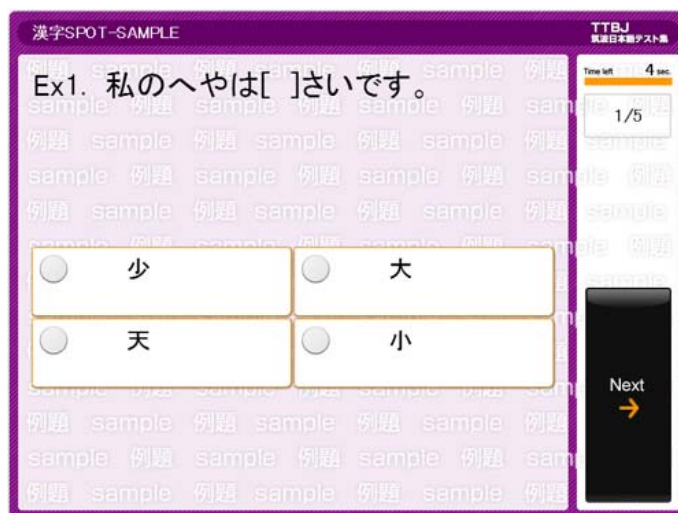 漢字SPOT-SAMPLE
TTBJ
筑波日本語テスト集
Ex1. 私のへやは[ ]さいです。
Time left 4 sec.
1/5
少
大
天
小
Next